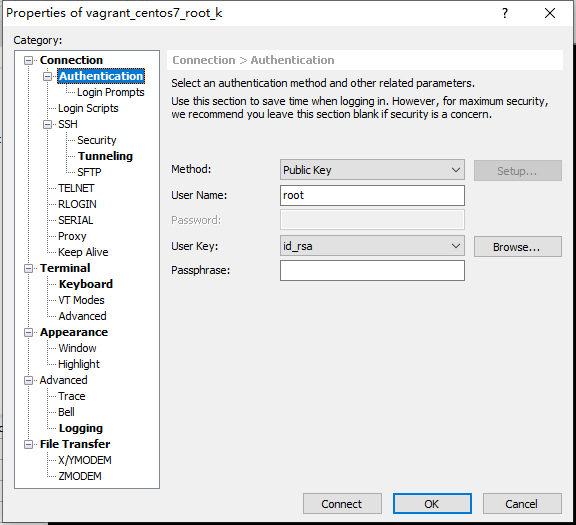 Properties of vagrant_centos7_root_k
Category:
Connection
Authentication
Login Prompts
Login Scripts
SSH
Security
Tunneling
SFTP
TELNET
RLOGIN
SERIAL
Proxy
Keep Alive
Terminal
Keyboard
VT Modes
Advanced
Appearance
Window
Highlight
Advanced
Trace
Bell
Logging
File Transfer
X/YMODEM
ZMODEM
Connection > Authentication
Select an authentication method and other related parameters.
Use this section to save time when logging in. However, for maximum security,
we recommend you leave this section blank if security is a concern.
Method: Public Key Setup...
User Name: root
Password:
User Key: id_rsa Browse...
Passphrase:
Connect OK Cancel